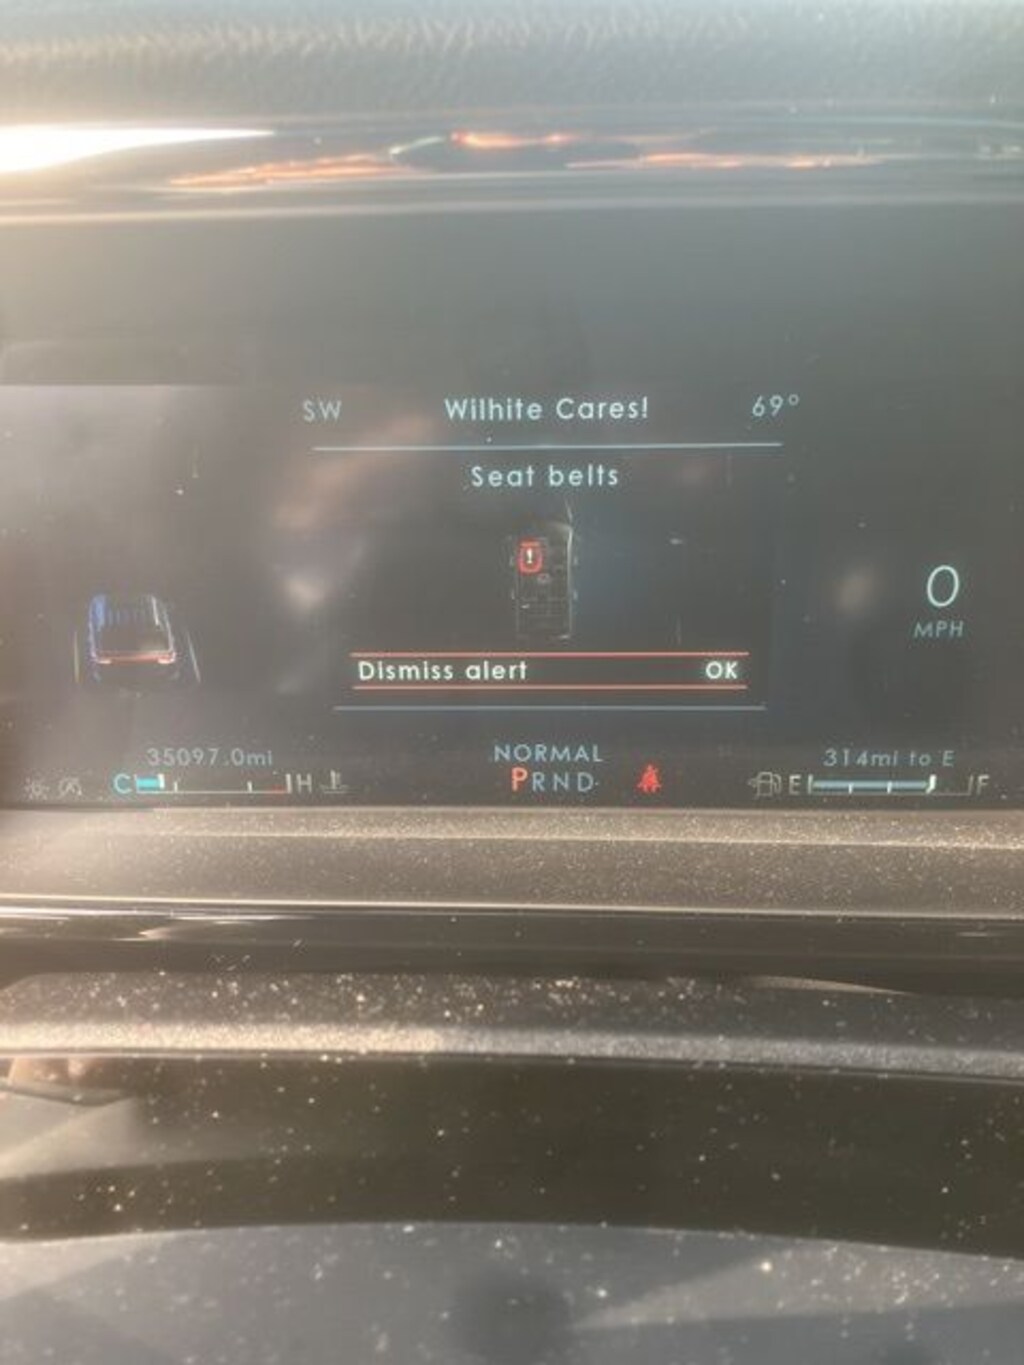 SW Wilhite Cares! 69°
Seat belts
!
0
MPH
Dismiss alert OK
35097.0mi NORMAL 314mi to E
C H PRND E F